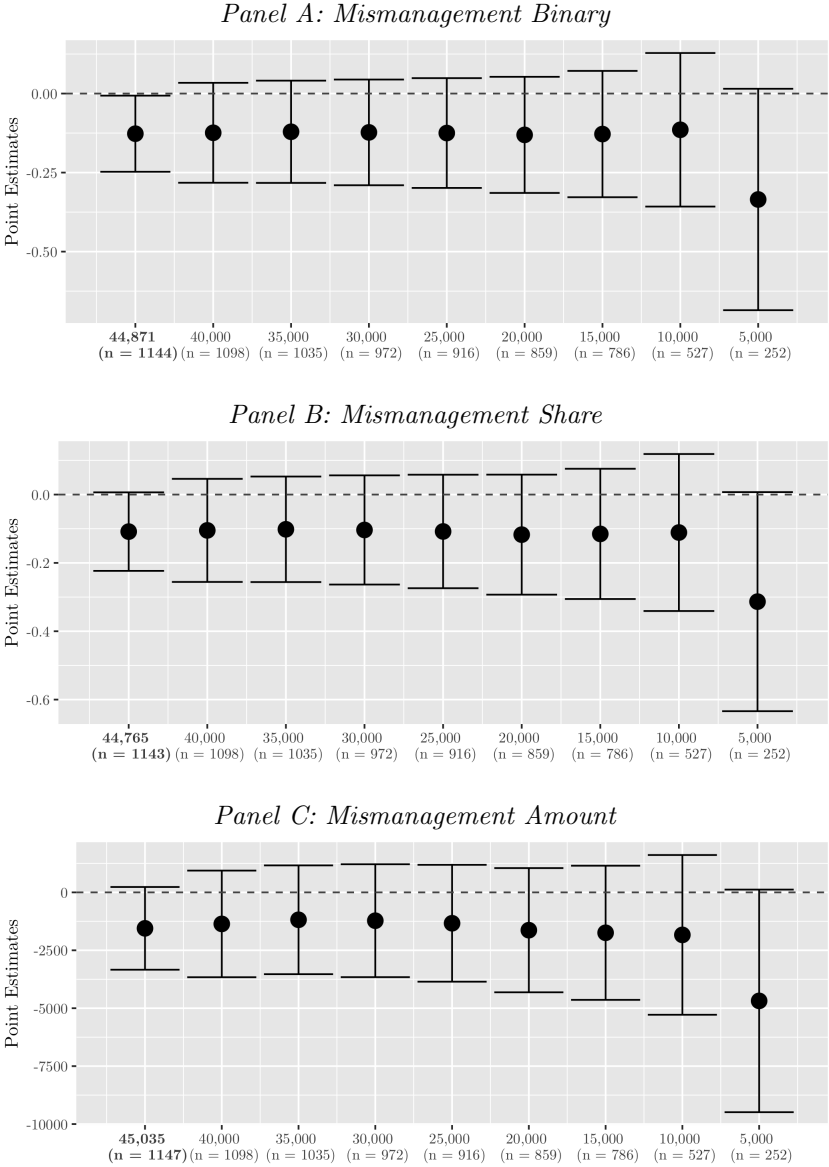 Panel A: Mismanagement Binary
0.00
-0.25
-0.50
Point Estimates
44,871 40,000 35,000 30,000 25,000 20,000 15,000 10,000 5,000
(n = 1144) (n = 1098) (n = 1035) (n = 972) (n = 916) (n = 859) (n = 786) (n = 527) (n = 252)
Panel B: Mismanagement Share
0.0
-0.2
-0.4
-0.6
Point Estimates
44,765 40,000 35,000 30,000 25,000 20,000 15,000 10,000 5,000
(n = 1143) (n = 1098) (n = 1035) (n = 972) (n = 916) (n = 859) (n = 786) (n = 527) (n = 252)
Panel C: Mismanagement Amount
0
-2500
-5000
-7500
-10000
Point Estimates
45,035 40,000 35,000 30,000 25,000 20,000 15,000 10,000 5,000
(n = 1147) (n = 1098) (n = 1035) (n = 972) (n = 916) (n = 859) (n = 786) (n = 527) (n = 252)